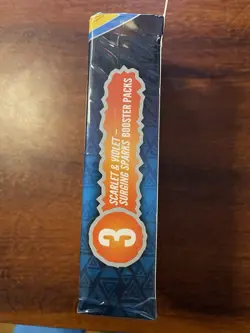 3
SCARLET & VIOLET –
SURGING SPARKS BOOSTER PACKS